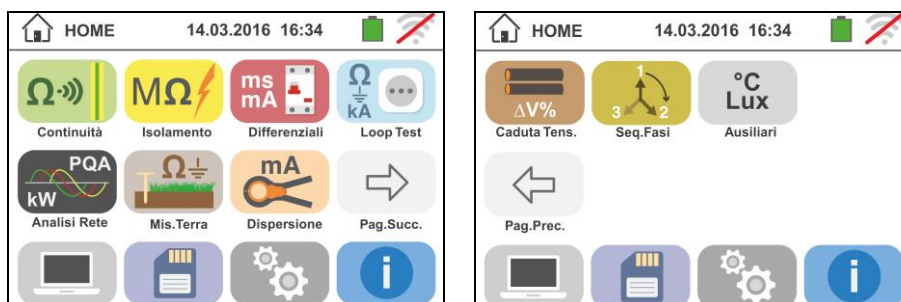 HOME 14.03.2016 16:34
Ω MΩ ms mA Ω kA
Continuità Isolamento Differenziali Loop Test
PQA kW Ω mA
Analisi Rete Mis.Terra Dispersione Pag.Succ.
i
HOME 14.03.2016 16:34
ΔV% 1 2 3 °C Lux
Caduta Tens. Seq.Fasi Ausiliari
Pag.Prec.
i